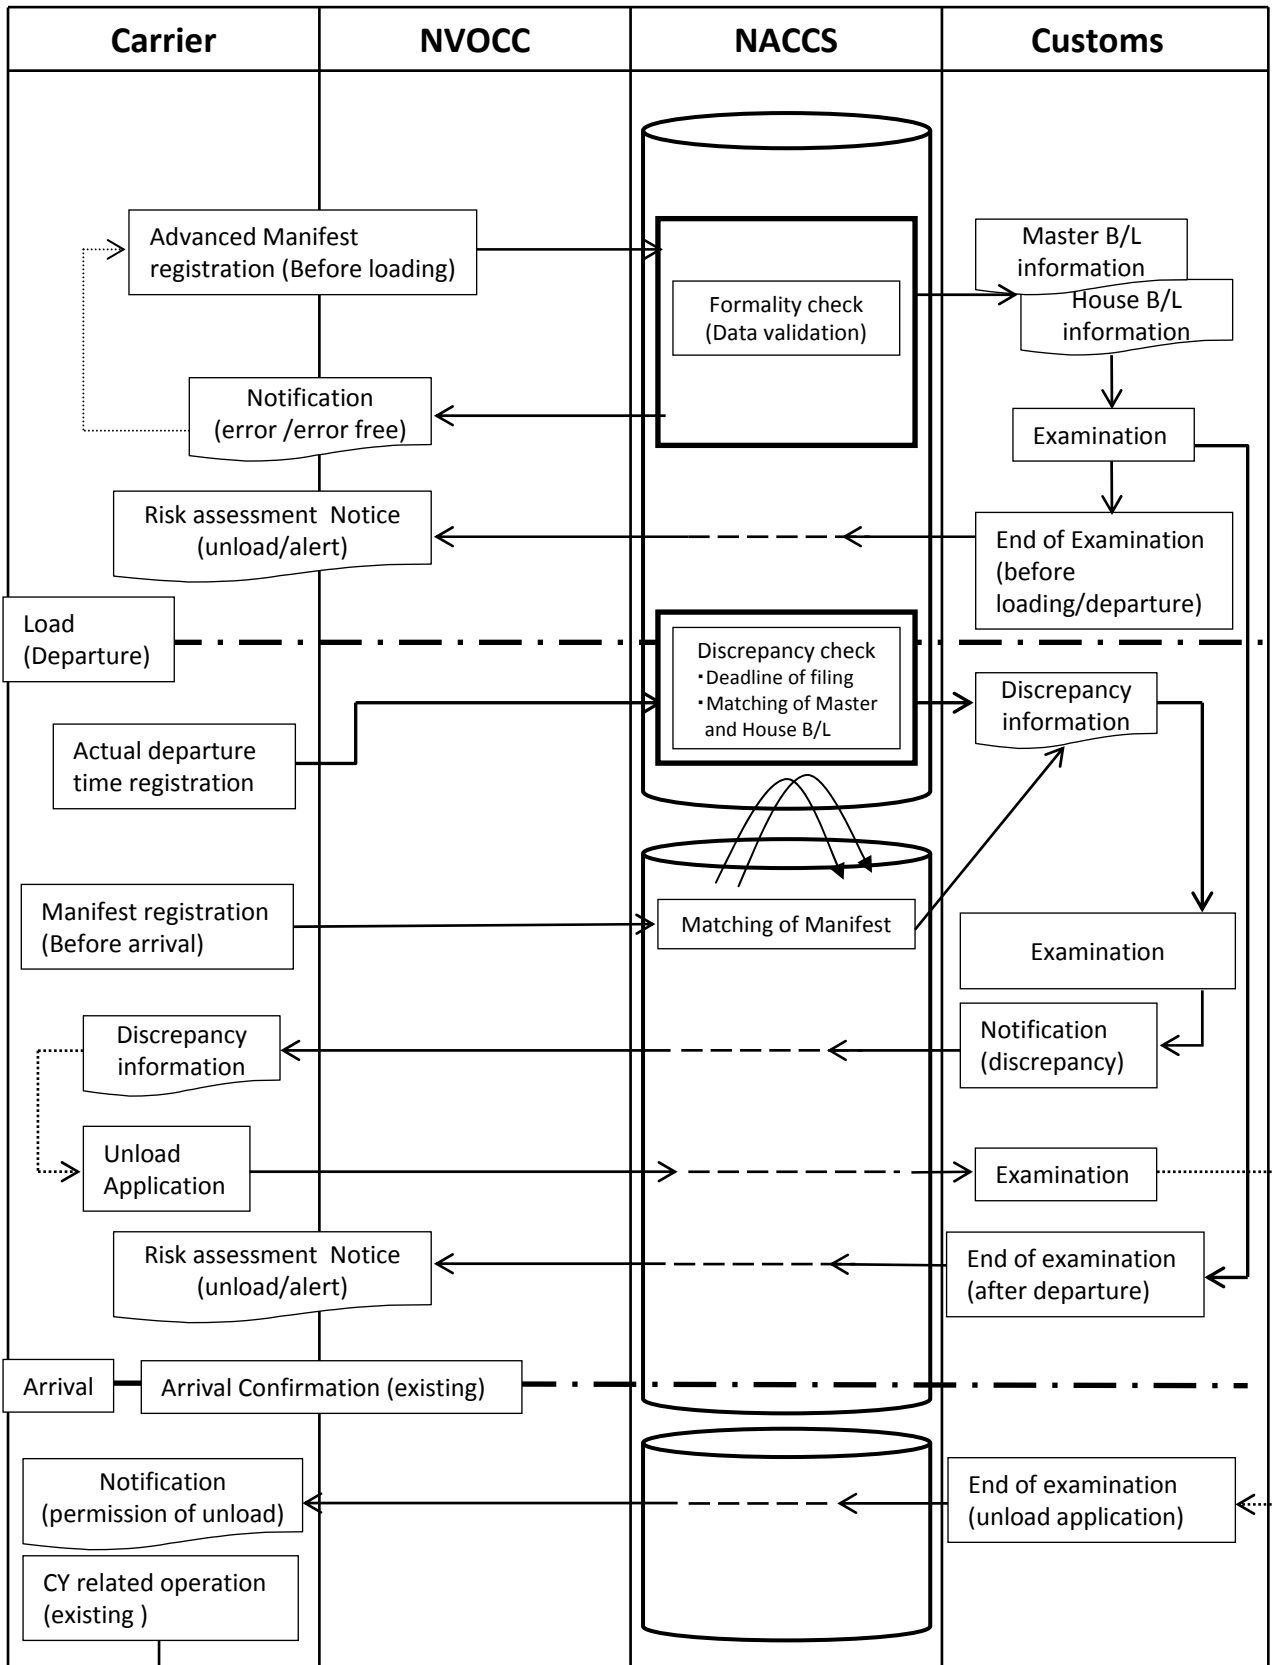 Carrier
NVOCC
NACCS
Customs
Advanced Manifest
registration (Before loading)
Master B/L
information
House B/L
information
Formality check
(Data validation)
Notification
(error /error free)
Examination
Risk assessment  Notice
(unload/alert)
End of Examination
(before
loading/departure)
Load
(Departure)
Discrepancy check
・Deadline of filing
・Matching of Master
and House B/L
Discrepancy
information
Actual departure
time registration
Manifest registration
(Before arrival)
Matching of Manifest
Examination
Discrepancy
information
Notification
(discrepancy)
Unload
Application
Examination
Risk assessment  Notice
(unload/alert)
End of examination
(after departure)
Arrival
Arrival Confirmation (existing)
Notification
(permission of unload)
End of examination
(unload application)
CY related operation
(existing )